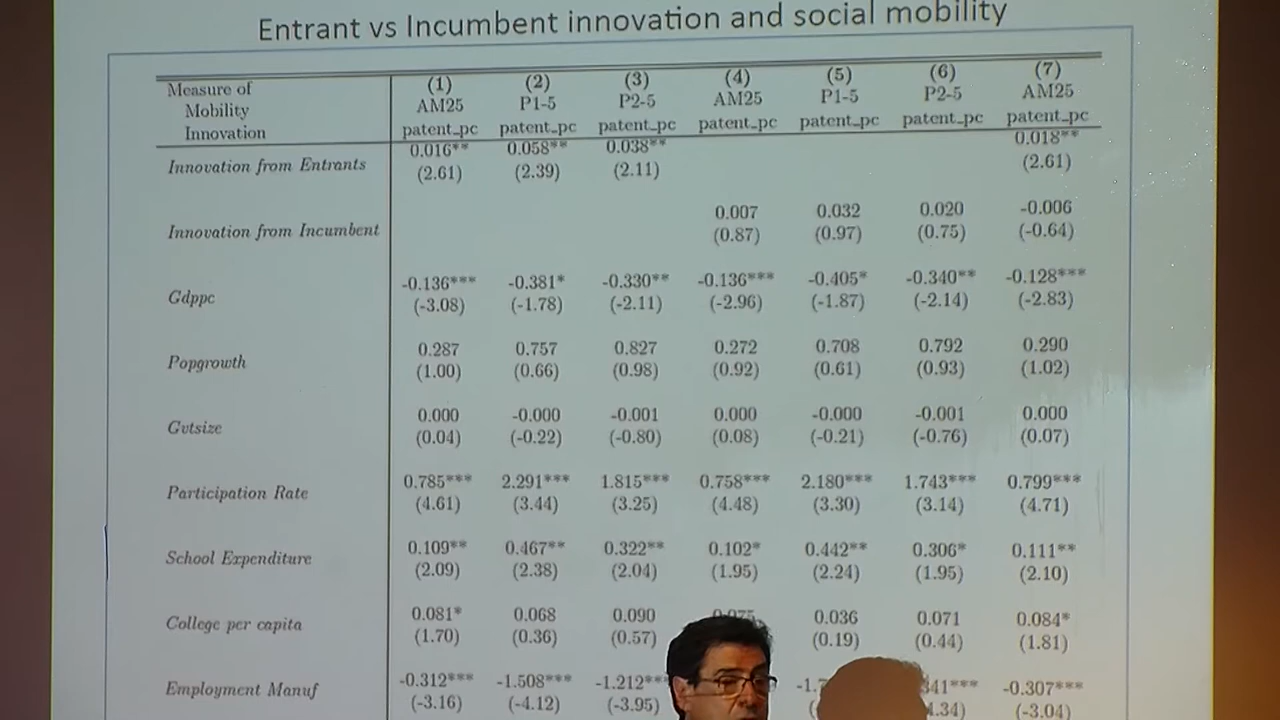 Entrant vs Incumbent innovation and social mobility
Measure of (1) (2) (3) (4) (5) (6) (7)
Mobility AM25 P1-5 P2-5 AM25 P1-5 P2-5 AM25
Innovation patent_pc patent_pc patent_pc patent_pc patent_pc patent_pc patent_pc
Innovation from Entrants 0.016** 0.058** 0.038** 0.018**
(2.61) (2.39) (2.11) (2.61)
Innovation from Incumbent 0.007 0.032 0.020 -0.006
(0.87) (0.97) (0.75) (-0.64)
Gdppc -0.136*** -0.381* -0.330** -0.136*** -0.405* -0.340** -0.128***
(-3.08) (-1.78) (-2.11) (-2.96) (-1.87) (-2.14) (-2.83)
Popgrowth 0.287 0.757 0.827 0.272 0.708 0.792 0.290
(1.00) (0.66) (0.98) (0.92) (0.61) (0.93) (1.02)
Gvtsize 0.000 -0.000 -0.001 0.000 -0.000 -0.001 0.000
(0.04) (-0.22) (-0.80) (0.08) (-0.21) (-0.76) (0.07)
Participation Rate 0.785*** 2.291*** 1.815*** 0.758*** 2.180*** 1.743*** 0.799***
(4.61) (3.44) (3.25) (4.48) (3.30) (3.14) (4.71)
School Expenditure 0.109** 0.467** 0.322** 0.102* 0.442** 0.306* 0.111**
(2.09) (2.38) (2.04) (1.95) (2.24) (1.95) (2.10)
College per capita 0.081* 0.068 0.090 0.036 0.071 0.084*
(1.70) (0.36) (0.57) (0.19) (0.44) (1.81)
Employment Manuf -0.312*** -1.508*** -1.212*** -0.307***
(-3.16) (-4.12) (-3.95) (-3.04)